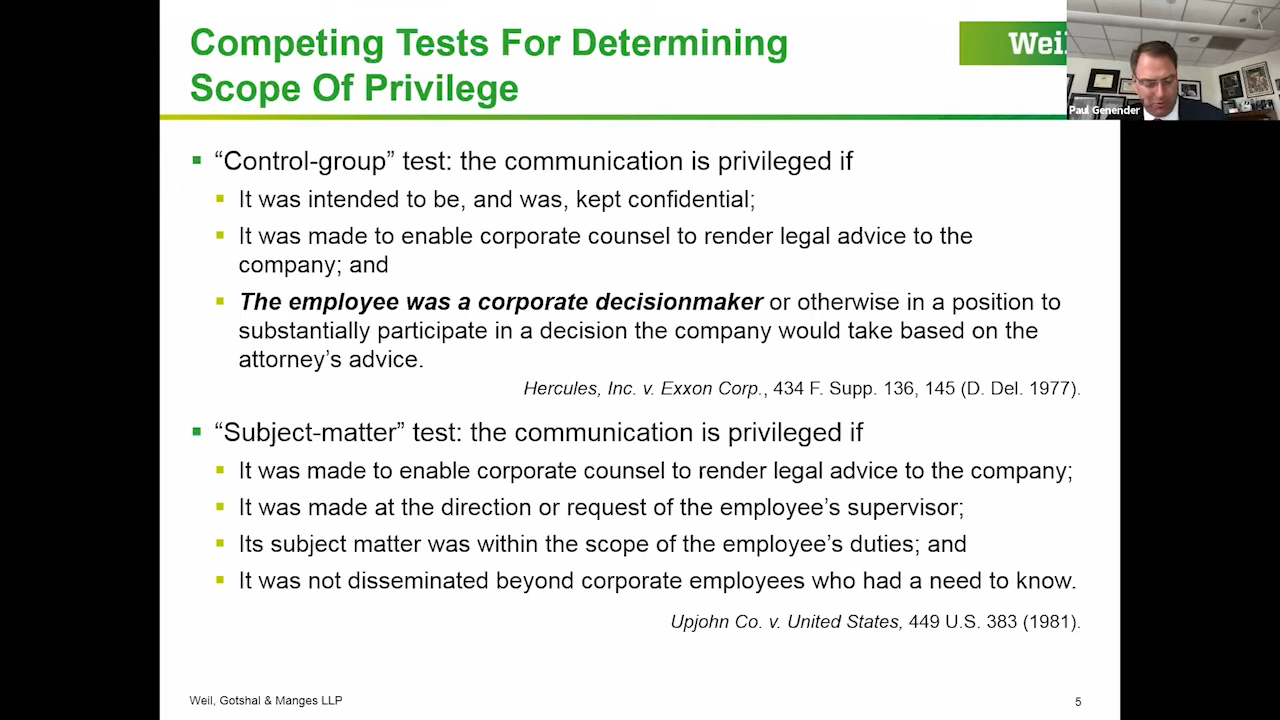 Competing Tests For Determining
Scope Of Privilege
Weil
Paul Genender
▪ “Control-group” test: the communication is privileged if
▪ It was intended to be, and was, kept confidential;
▪ It was made to enable corporate counsel to render legal advice to the
company; and
▪ The employee was a corporate decisionmaker or otherwise in a position to
substantially participate in a decision the company would take based on the
attorney’s advice.
Hercules, Inc. v. Exxon Corp., 434 F. Supp. 136, 145 (D. Del. 1977).
▪ “Subject-matter” test: the communication is privileged if
▪ It was made to enable corporate counsel to render legal advice to the company;
▪ It was made at the direction or request of the employee’s supervisor;
▪ Its subject matter was within the scope of the employee’s duties; and
▪ It was not disseminated beyond corporate employees who had a need to know.
Upjohn Co. v. United States, 449 U.S. 383 (1981).
Weil, Gotshal & Manges LLP
5